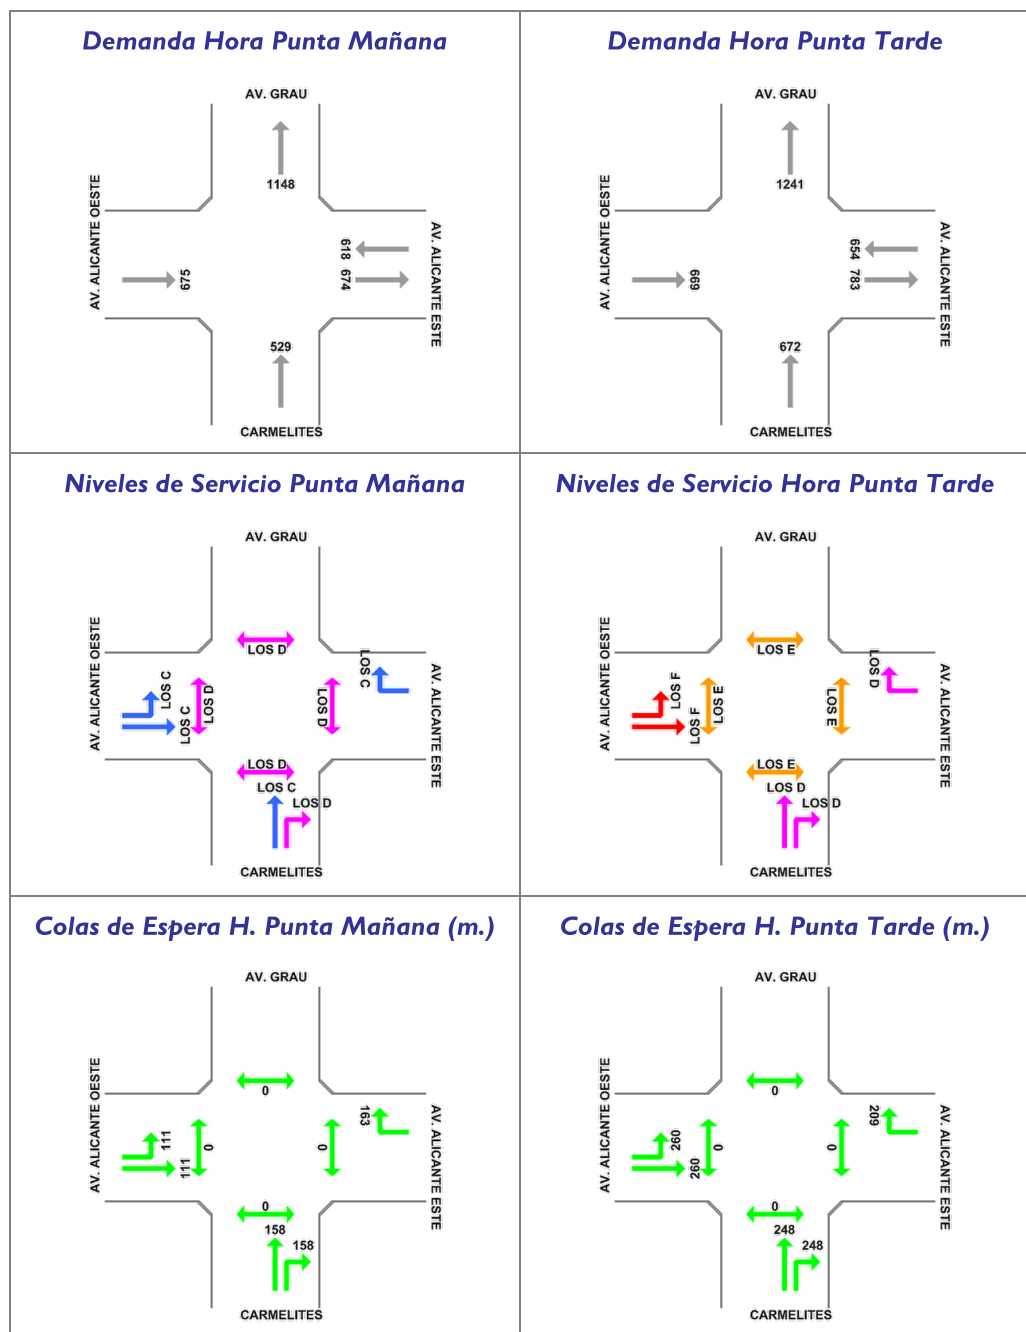 Demanda Hora Punta Mañana
AV. GRAU
1148
AV. ALICANTE OESTE
675
618
674
AV. ALICANTE ESTE
529
CARMELITES
Demanda Hora Punta Tarde
AV. GRAU
1241
AV. ALICANTE OESTE
669
654
783
AV. ALICANTE ESTE
672
CARMELITES
Niveles de Servicio Punta Mañana
AV. GRAU
LOS D
AV. ALICANTE OESTE
LOS C
LOS C
LOS D
LOS D
LOS C
AV. ALICANTE ESTE
LOS D
LOS C
LOS D
CARMELITES
Niveles de Servicio Hora Punta Tarde
AV. GRAU
LOS E
AV. ALICANTE OESTE
LOS F
LOS F
LOS E
LOS E
LOS D
AV. ALICANTE ESTE
LOS E
LOS D
LOS D
CARMELITES
Colas de Espera H. Punta Mañana (m.)
AV. GRAU
0
AV. ALICANTE OESTE
111
111
0
0
163
AV. ALICANTE ESTE
0
158
158
CARMELITES
Colas de Espera H. Punta Tarde (m.)
AV. GRAU
0
AV. ALICANTE OESTE
260
260
0
0
209
AV. ALICANTE ESTE
0
248
248
CARMELITES